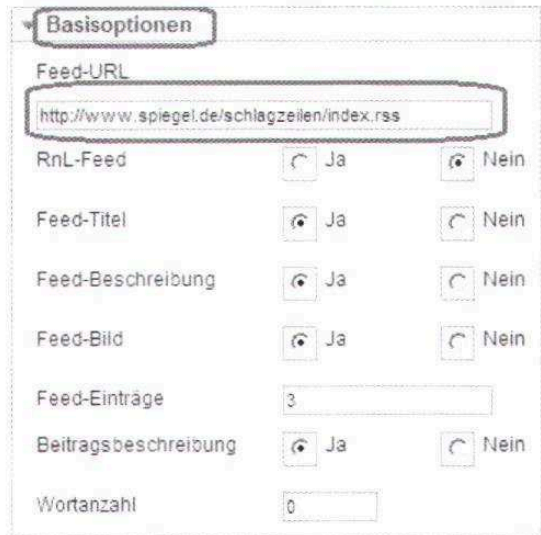 Basisoptionen
Feed-URL
http://www.spiegel.de/schlagzeilen/index.rss
RnL-Feed Ja Nein
Feed-Titel Ja Nein
Feed-Beschreibung Ja Nein
Feed-Bild Ja Nein
Feed-Einträge 3
Beitragsbeschreibung Ja Nein
Wortanzahl 0